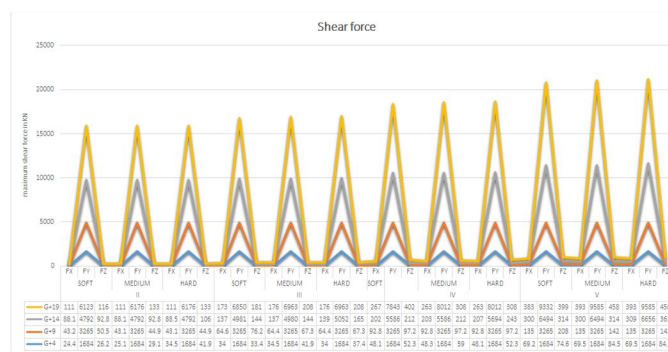 Shear force
25000
20000
15000
10000
5000
0
maximum shear force in KN
FX FY FZ FX FY FZ FX FY FZ FX FY FZ FX FY FZ FX FY FZ FX FY FZ FX FY FZ FX FY FZ FX FY FZ FX FY FZ FX FY
SOFT MEDIUM HARD SOFT MEDIUM HARD SOFT MEDIUM HARD SOFT MEDIUM HARD
II III IV V
G+19 111 6123 116 111 6176 133 111 6176 133 173 6850 181 176 6963 208 176 6963 208 267 7843 402 263 8012 308 263 8012 308 383 9332 399 393 9585 458 393 9585
G+14 88.1 4792 92.8 88.1 4792 92.8 88.5 4792 106 137 4981 144 137 4980 144 139 5052 165 202 5586 212 203 5586 212 207 5694 243 300 6494 314 300 6494 314 309 6656
G+9 43.2 3265 50.5 43.1 3265 44.9 43.1 3265 44.9 64.6 3265 76.2 64.4 3265 67.3 64.4 3265 67.3 92.8 3265 97.2 92.8 3265 97.2 92.8 3265 97.2 135 3265 208 135 3265 142 135 3265
G+4 24.4 1684 28.2 25.1 1684 29.1 34.5 1684 41.9 34 1684 33.4 34.5 1684 41.9 34 1684 37.4 48.1 1684 52.3 48.3 1684 59 48.1 1684 52.3 69.2 1684 74.6 69.5 1684 84.5 69.5 1684